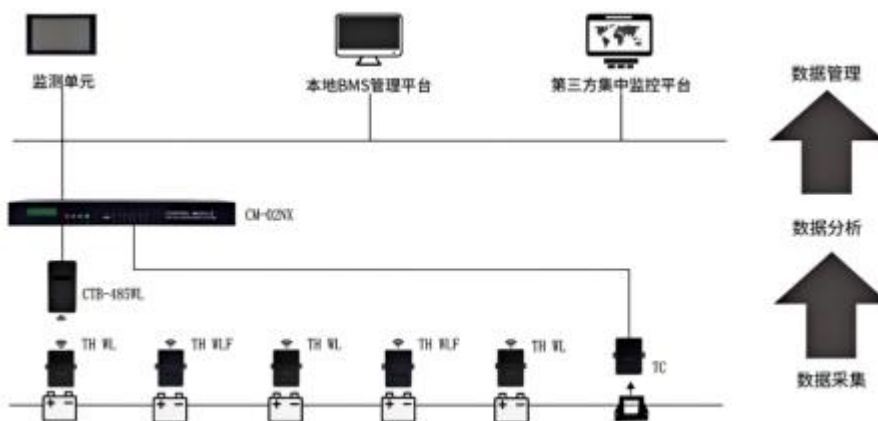 监测单元
本地BMS管理平台
第三方集中监控平台
数据管理
CM-02NX
数据分析
CTB-485WL
TH WL
TH WLF
TH WL
TH WLF
TH WL
TC
数据采集